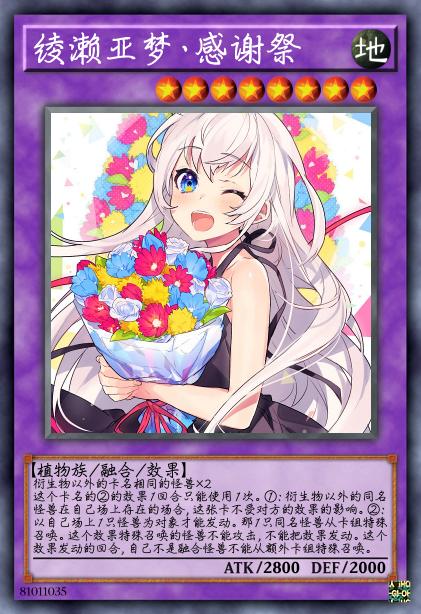 绫濑亚梦·感谢祭
地
【植物族/融合/效果】
衍生物以外的卡名相同的怪兽×2
这个卡名的②的效果1回合只能使用1次。①：衍生物以外的同名
怪兽在自己场上存在的场合，这张卡不受对方的效果的影响。②：
以自己场上1只怪兽为对象才能发动。那1只同名怪兽从卡组特殊
召唤。这个效果特殊召唤的怪兽不能攻击，不能把效果发动。这个
效果发动的回合，自己不是融合怪兽不能从额外卡组特殊召唤。
ATK/2800 DEF/2000
81011035